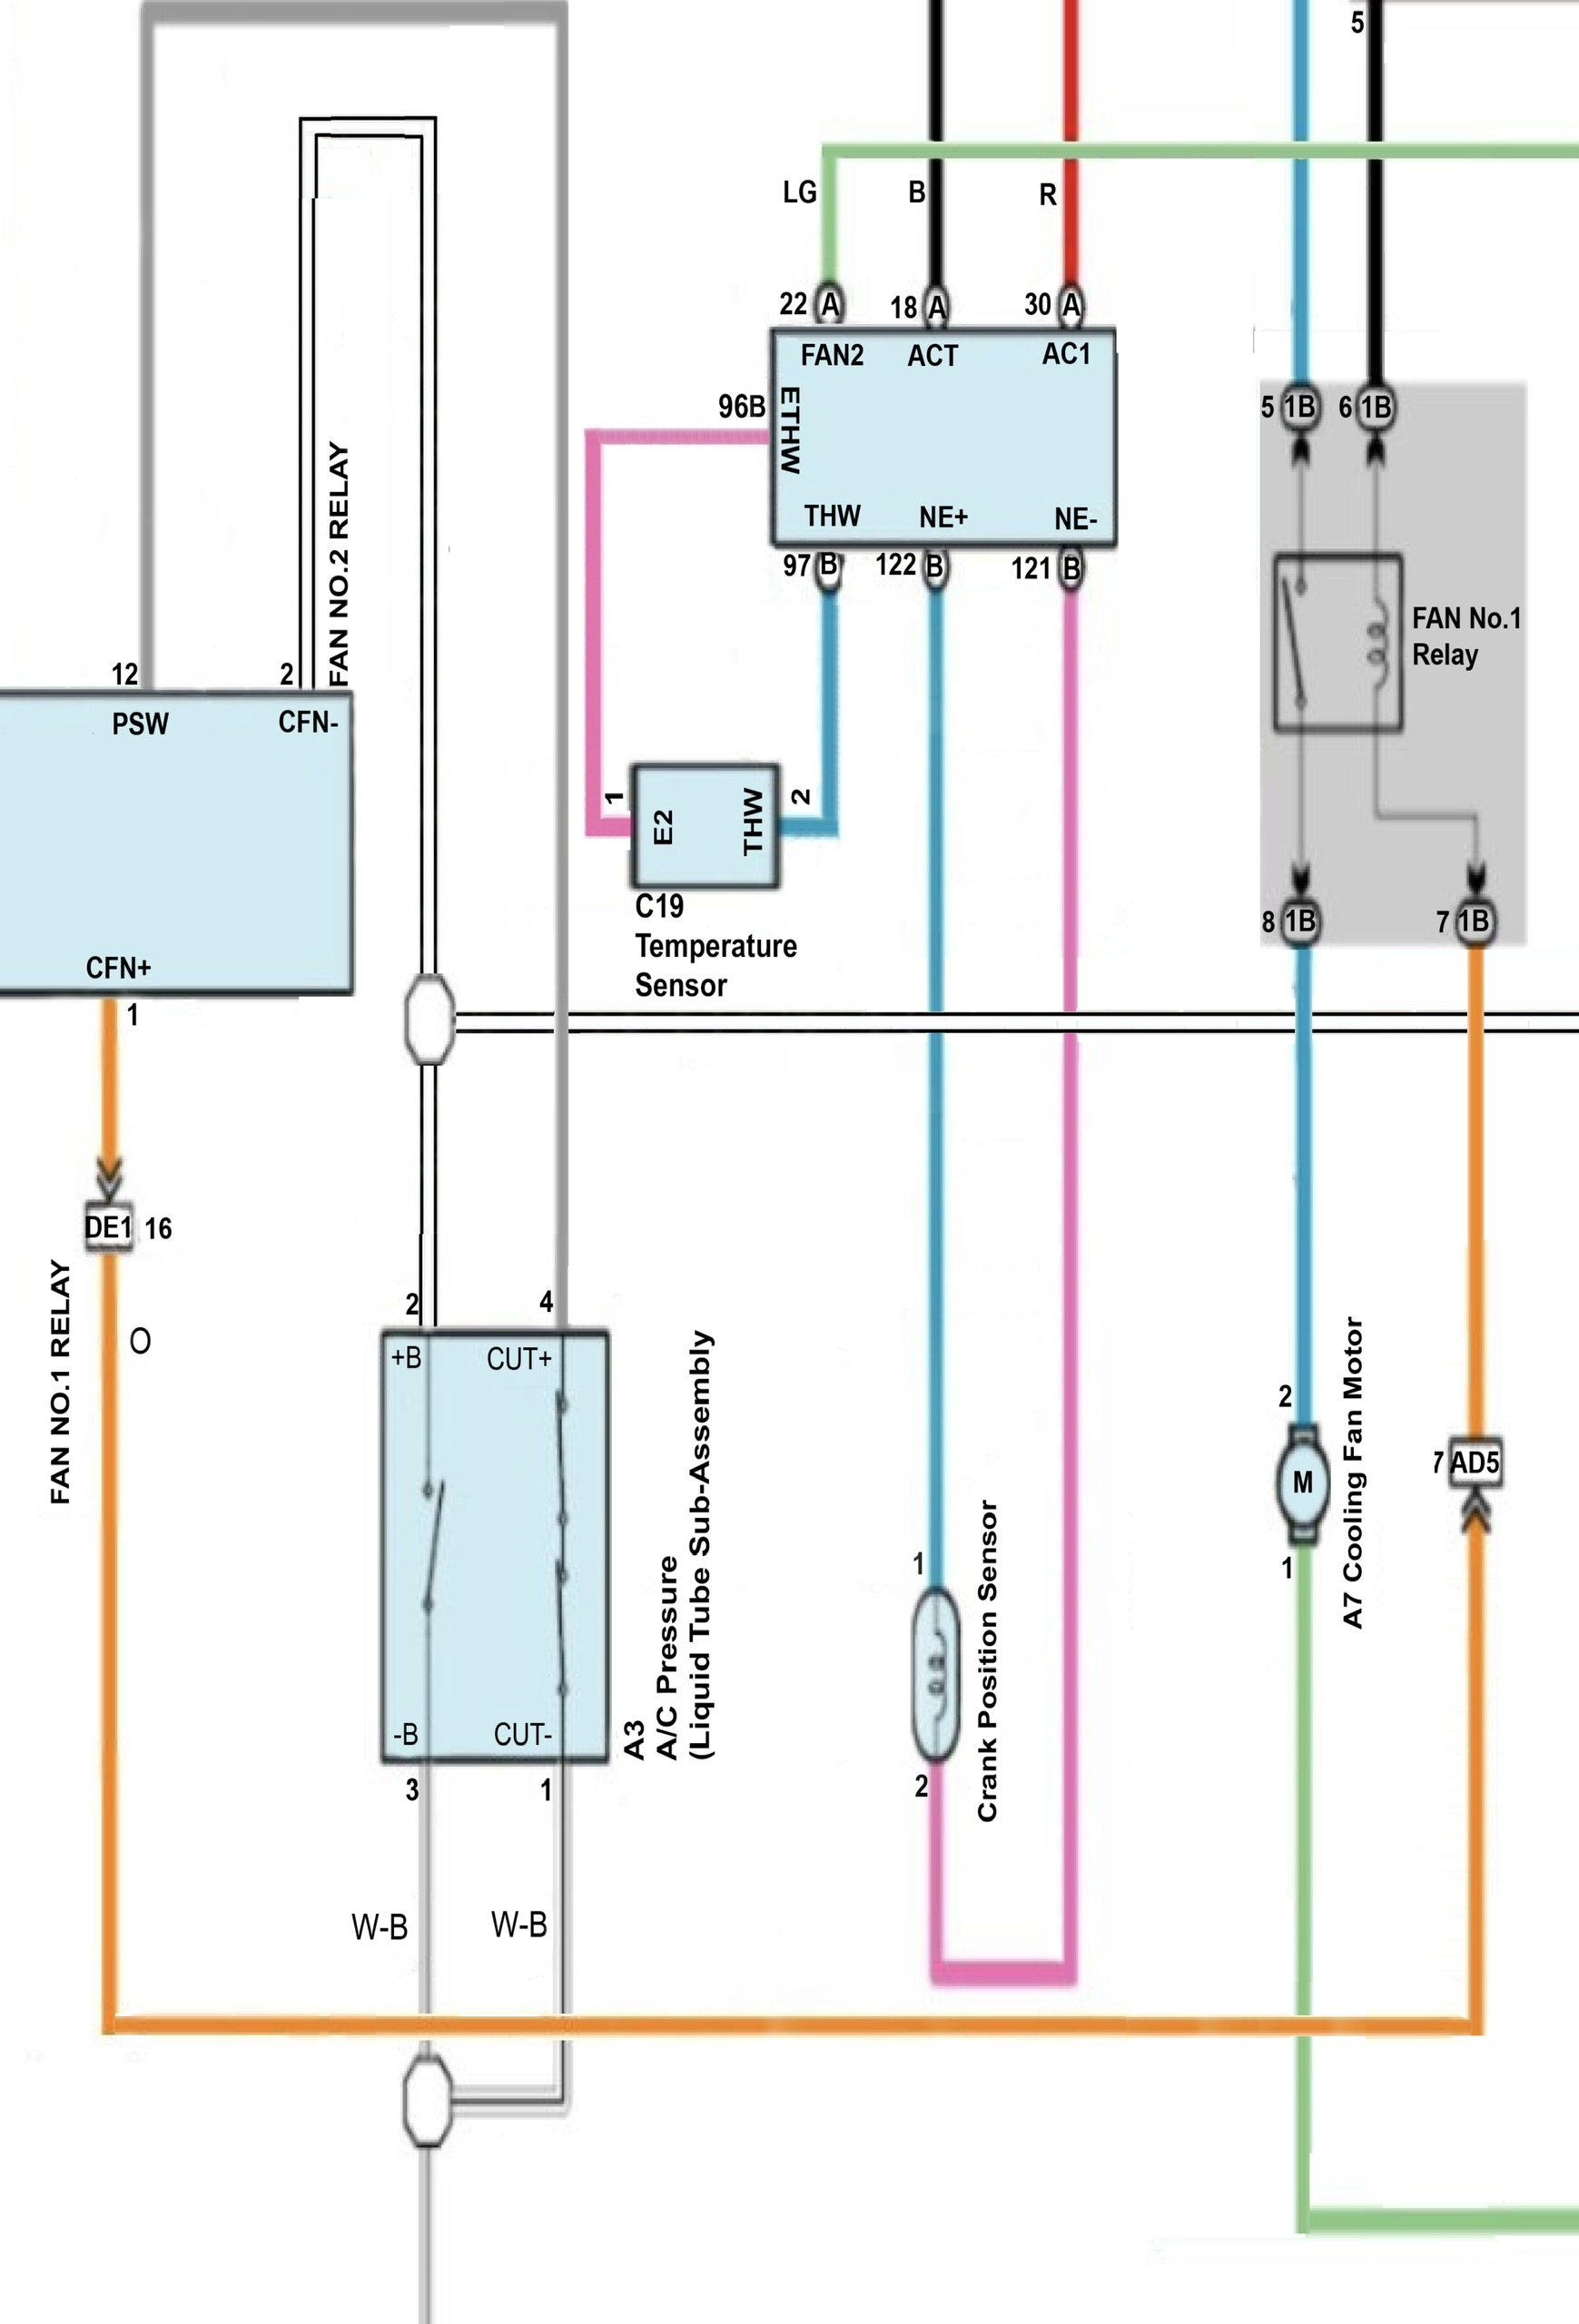 5
LG
B
R
22 A
18 A
30 A
FAN2
ACT
AC1
96B
ETHW
5 1B
6 1B
THW
NE+
NE-
97 B
122 B
121 B
FAN No.1
Relay
FAN NO.2 RELAY
12
2
PSW
CFN-
1
E2
THW
2
C19
Temperature
Sensor
8 1B
7 1B
CFN+
1
DE1 16
FAN NO.1 RELAY
O
2
4
+B
CUT+
-B
CUT-
3
1
A3
A/C Pressure
(Liquid Tube Sub-Assembly
1
2
Crank Position Sensor
2
M
1
A7 Cooling Fan Motor
7 AD5
W-B
W-B